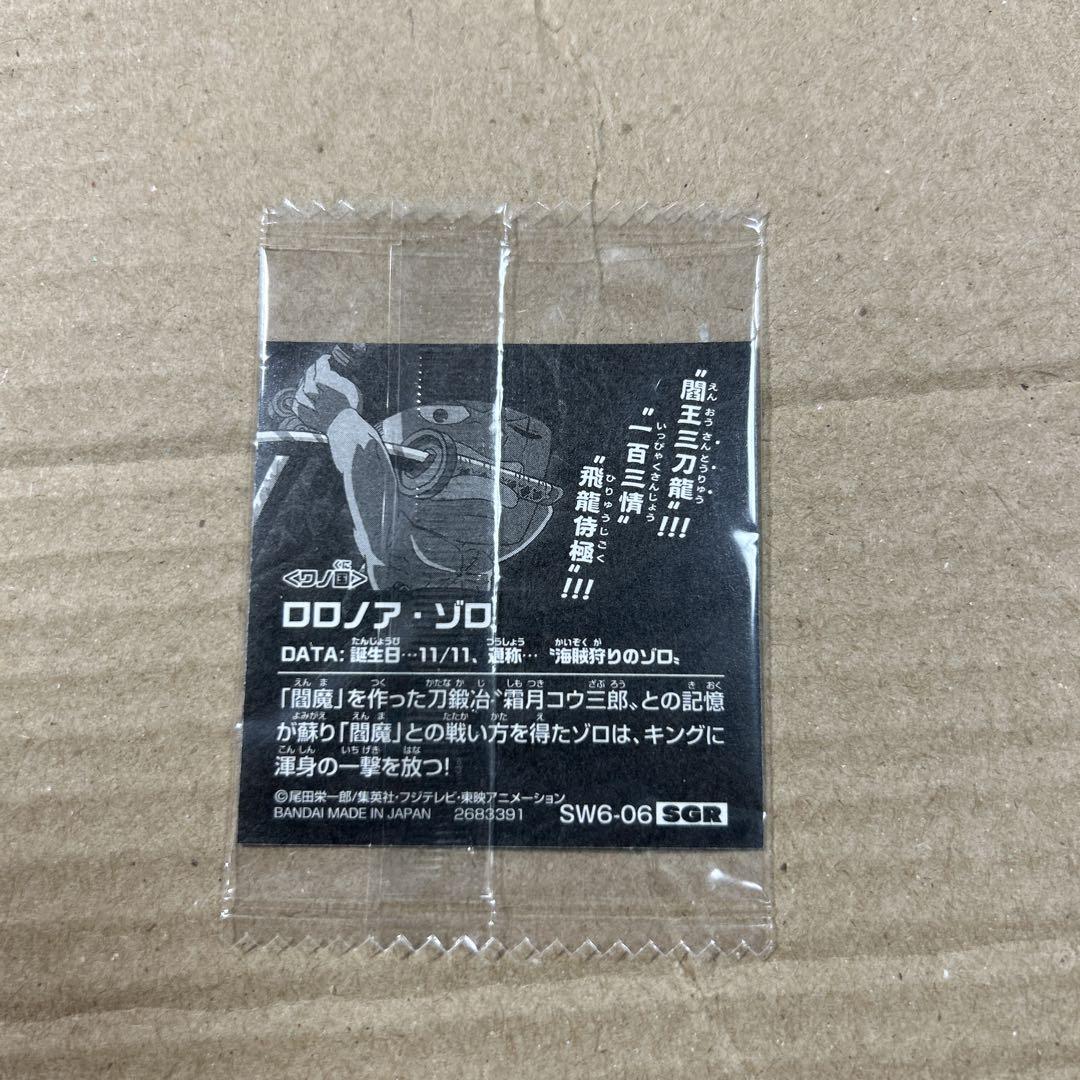 "閻王三刀龍"!!!
"一百三情"
"飛龍侍極"!!!
<ワノ国>
ロロノア・ゾロ
DATA: 誕生日…11/11、通称…〝海賊狩りのゾロ〟
「閻魔」を作った刀鍛冶〝霜月コウ三郎〟との記憶
が蘇り「閻魔」との戦い方を得たゾロは、キングに
渾身の一撃を放つ!
©尾田栄一郎/集英社・フジテレビ・東映アニメーション
BANDAI MADE IN JAPAN 2683391 SW6-06 SGR